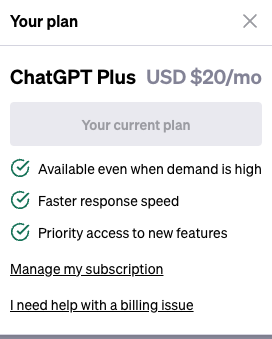 Your plan
ChatGPT Plus USD $20/mo
Your current plan
Available even when demand is high
Faster response speed
Priority access to new features
Manage my subscription
I need help with a billing issue